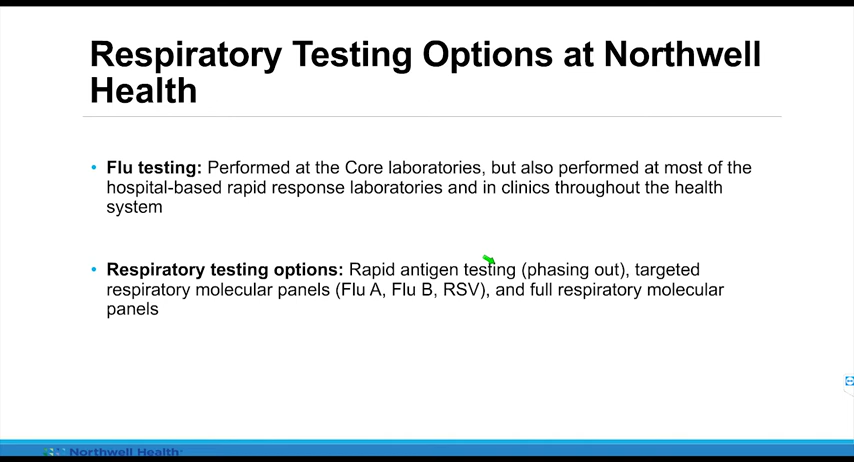 Respiratory Testing Options at Northwell
Health
• Flu testing: Performed at the Core laboratories, but also performed at most of the
hospital-based rapid response laboratories and in clinics throughout the health
system
• Respiratory testing options: Rapid antigen testing (phasing out), targeted
respiratory molecular panels (Flu A, Flu B, RSV), and full respiratory molecular
panels
Northwell Health